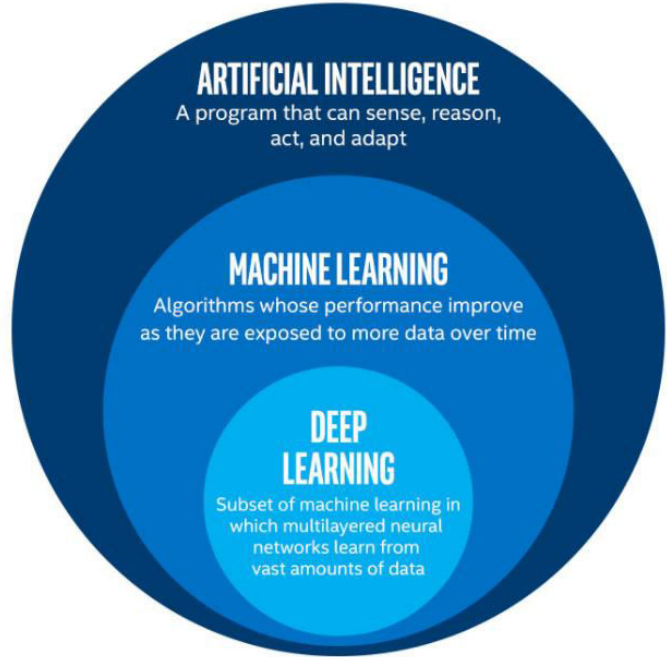 ARTIFICIAL INTELLIGENCE
A program that can sense, reason,
act, and adapt
MACHINE LEARNING
Algorithms whose performance improve
as they are exposed to more data over time
DEEP
LEARNING
Subset of machine learning in
which multilayered neural
networks learn from
vast amounts of data